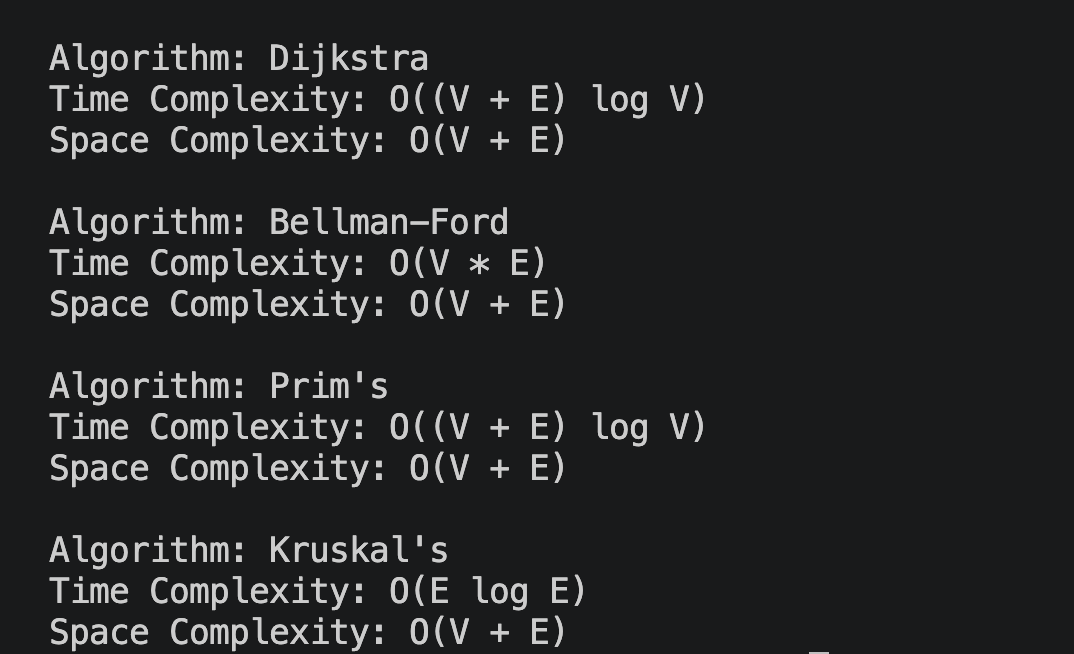 Algorithm: Dijkstra
Time Complexity: O((V + E) log V)
Space Complexity: O(V + E)
Algorithm: Bellman-Ford
Time Complexity: O(V * E)
Space Complexity: O(V + E)
Algorithm: Prim's
Time Complexity: O((V + E) log V)
Space Complexity: O(V + E)
Algorithm: Kruskal's
Time Complexity: O(E log E)
Space Complexity: O(V + E)